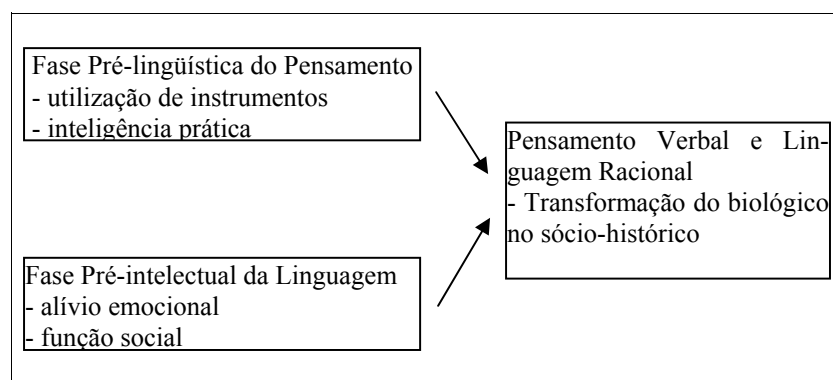 Fase Pré-lingüística do Pensamento
- utilização de instrumentos
- inteligência prática
Pensamento Verbal e Lin-
guagem Racional
- Transformação do biológico
no sócio-histórico
Fase Pré-intelectual da Linguagem
- alívio emocional
- função social